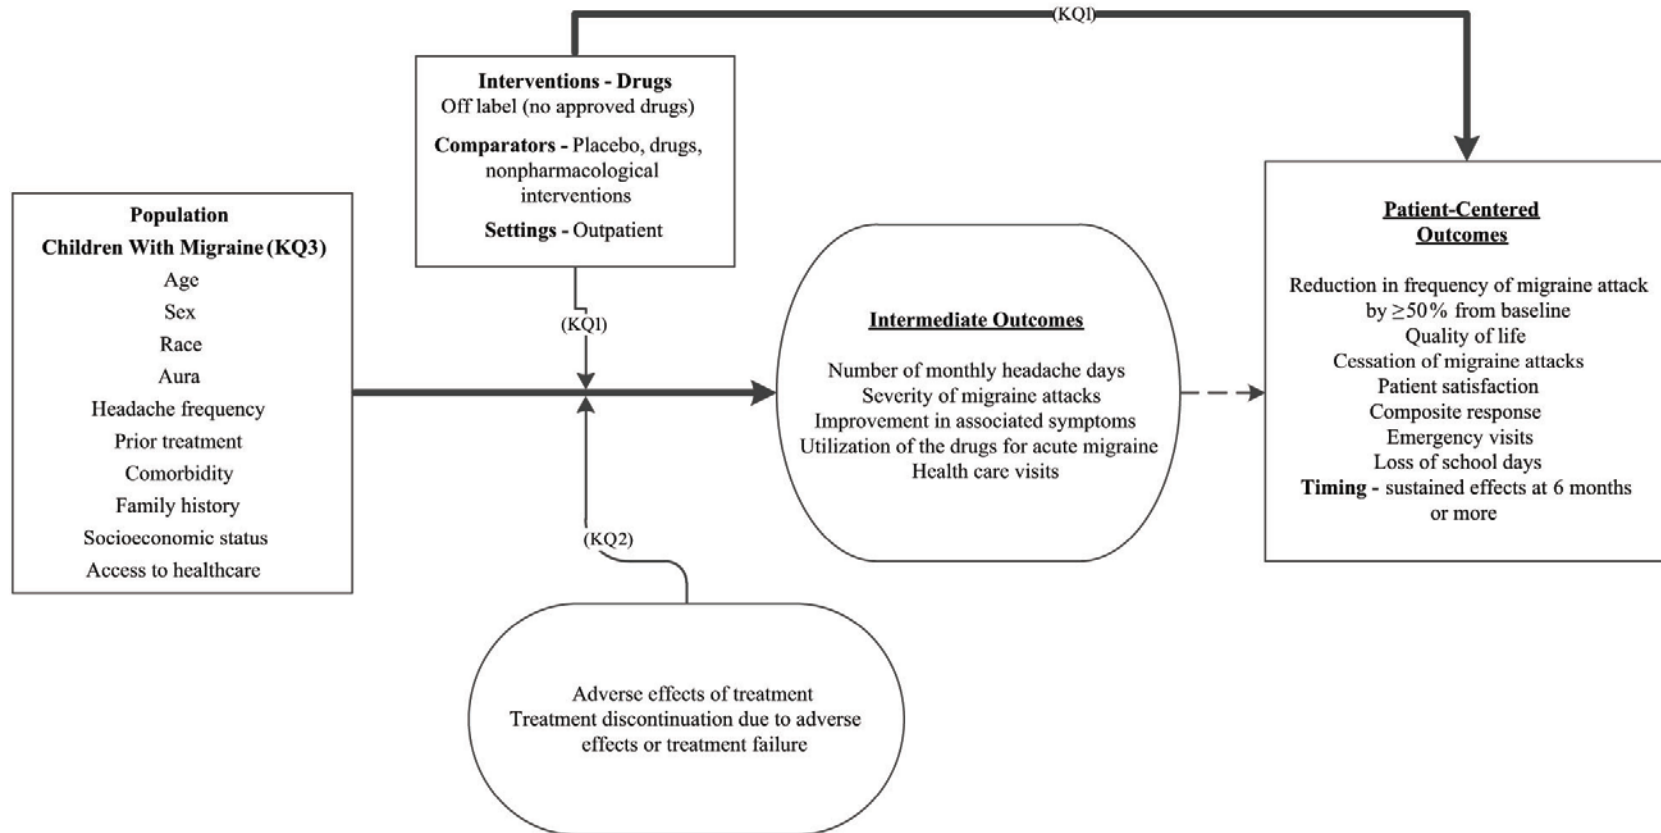 (KQ1)
Interventions - Drugs
Off label (no approved drugs)
Comparators - Placebo, drugs,
nonpharmacological
interventions
Settings - Outpatient
(KQ1)
Population
Children With Migraine (KQ3)
Age
Sex
Race
Aura
Headache frequency
Prior treatment
Comorbidity
Family history
Socioeconomic status
Access to healthcare
Intermediate Outcomes
Number of monthly headache days
Severity of migraine attacks
Improvement in associated symptoms
Utilization of the drugs for acute migraine
Health care visits
Patient-Centered
Outcomes
Reduction in frequency of migraine attack
by ≥50% from baseline
Quality of life
Cessation of migraine attacks
Patient satisfaction
Composite response
Emergency visits
Loss of school days
Timing - sustained effects at 6 months
or more
(KQ2)
Adverse effects of treatment
Treatment discontinuation due to adverse
effects or treatment failure